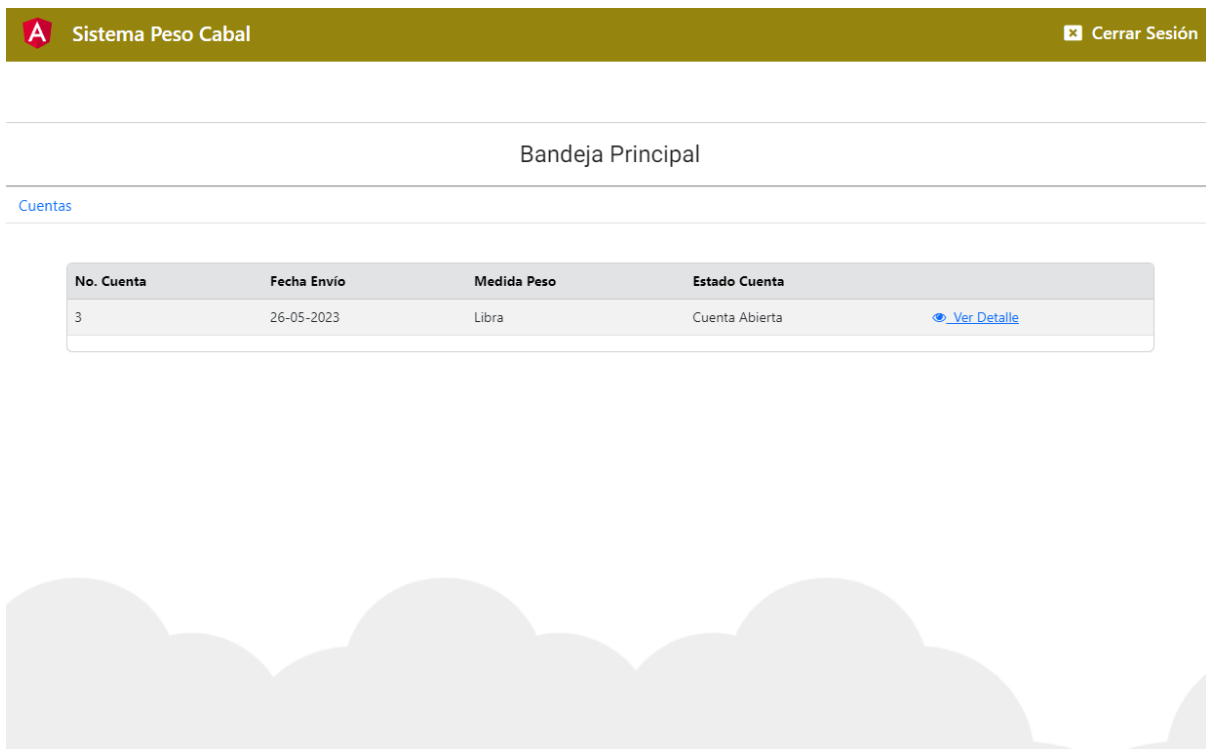 Sistema Peso Cabal Cerrar Sesión
Bandeja Principal
Cuentas
No. Cuenta Fecha Envío Medida Peso Estado Cuenta
3 26-05-2023 Libra Cuenta Abierta Ver Detalle